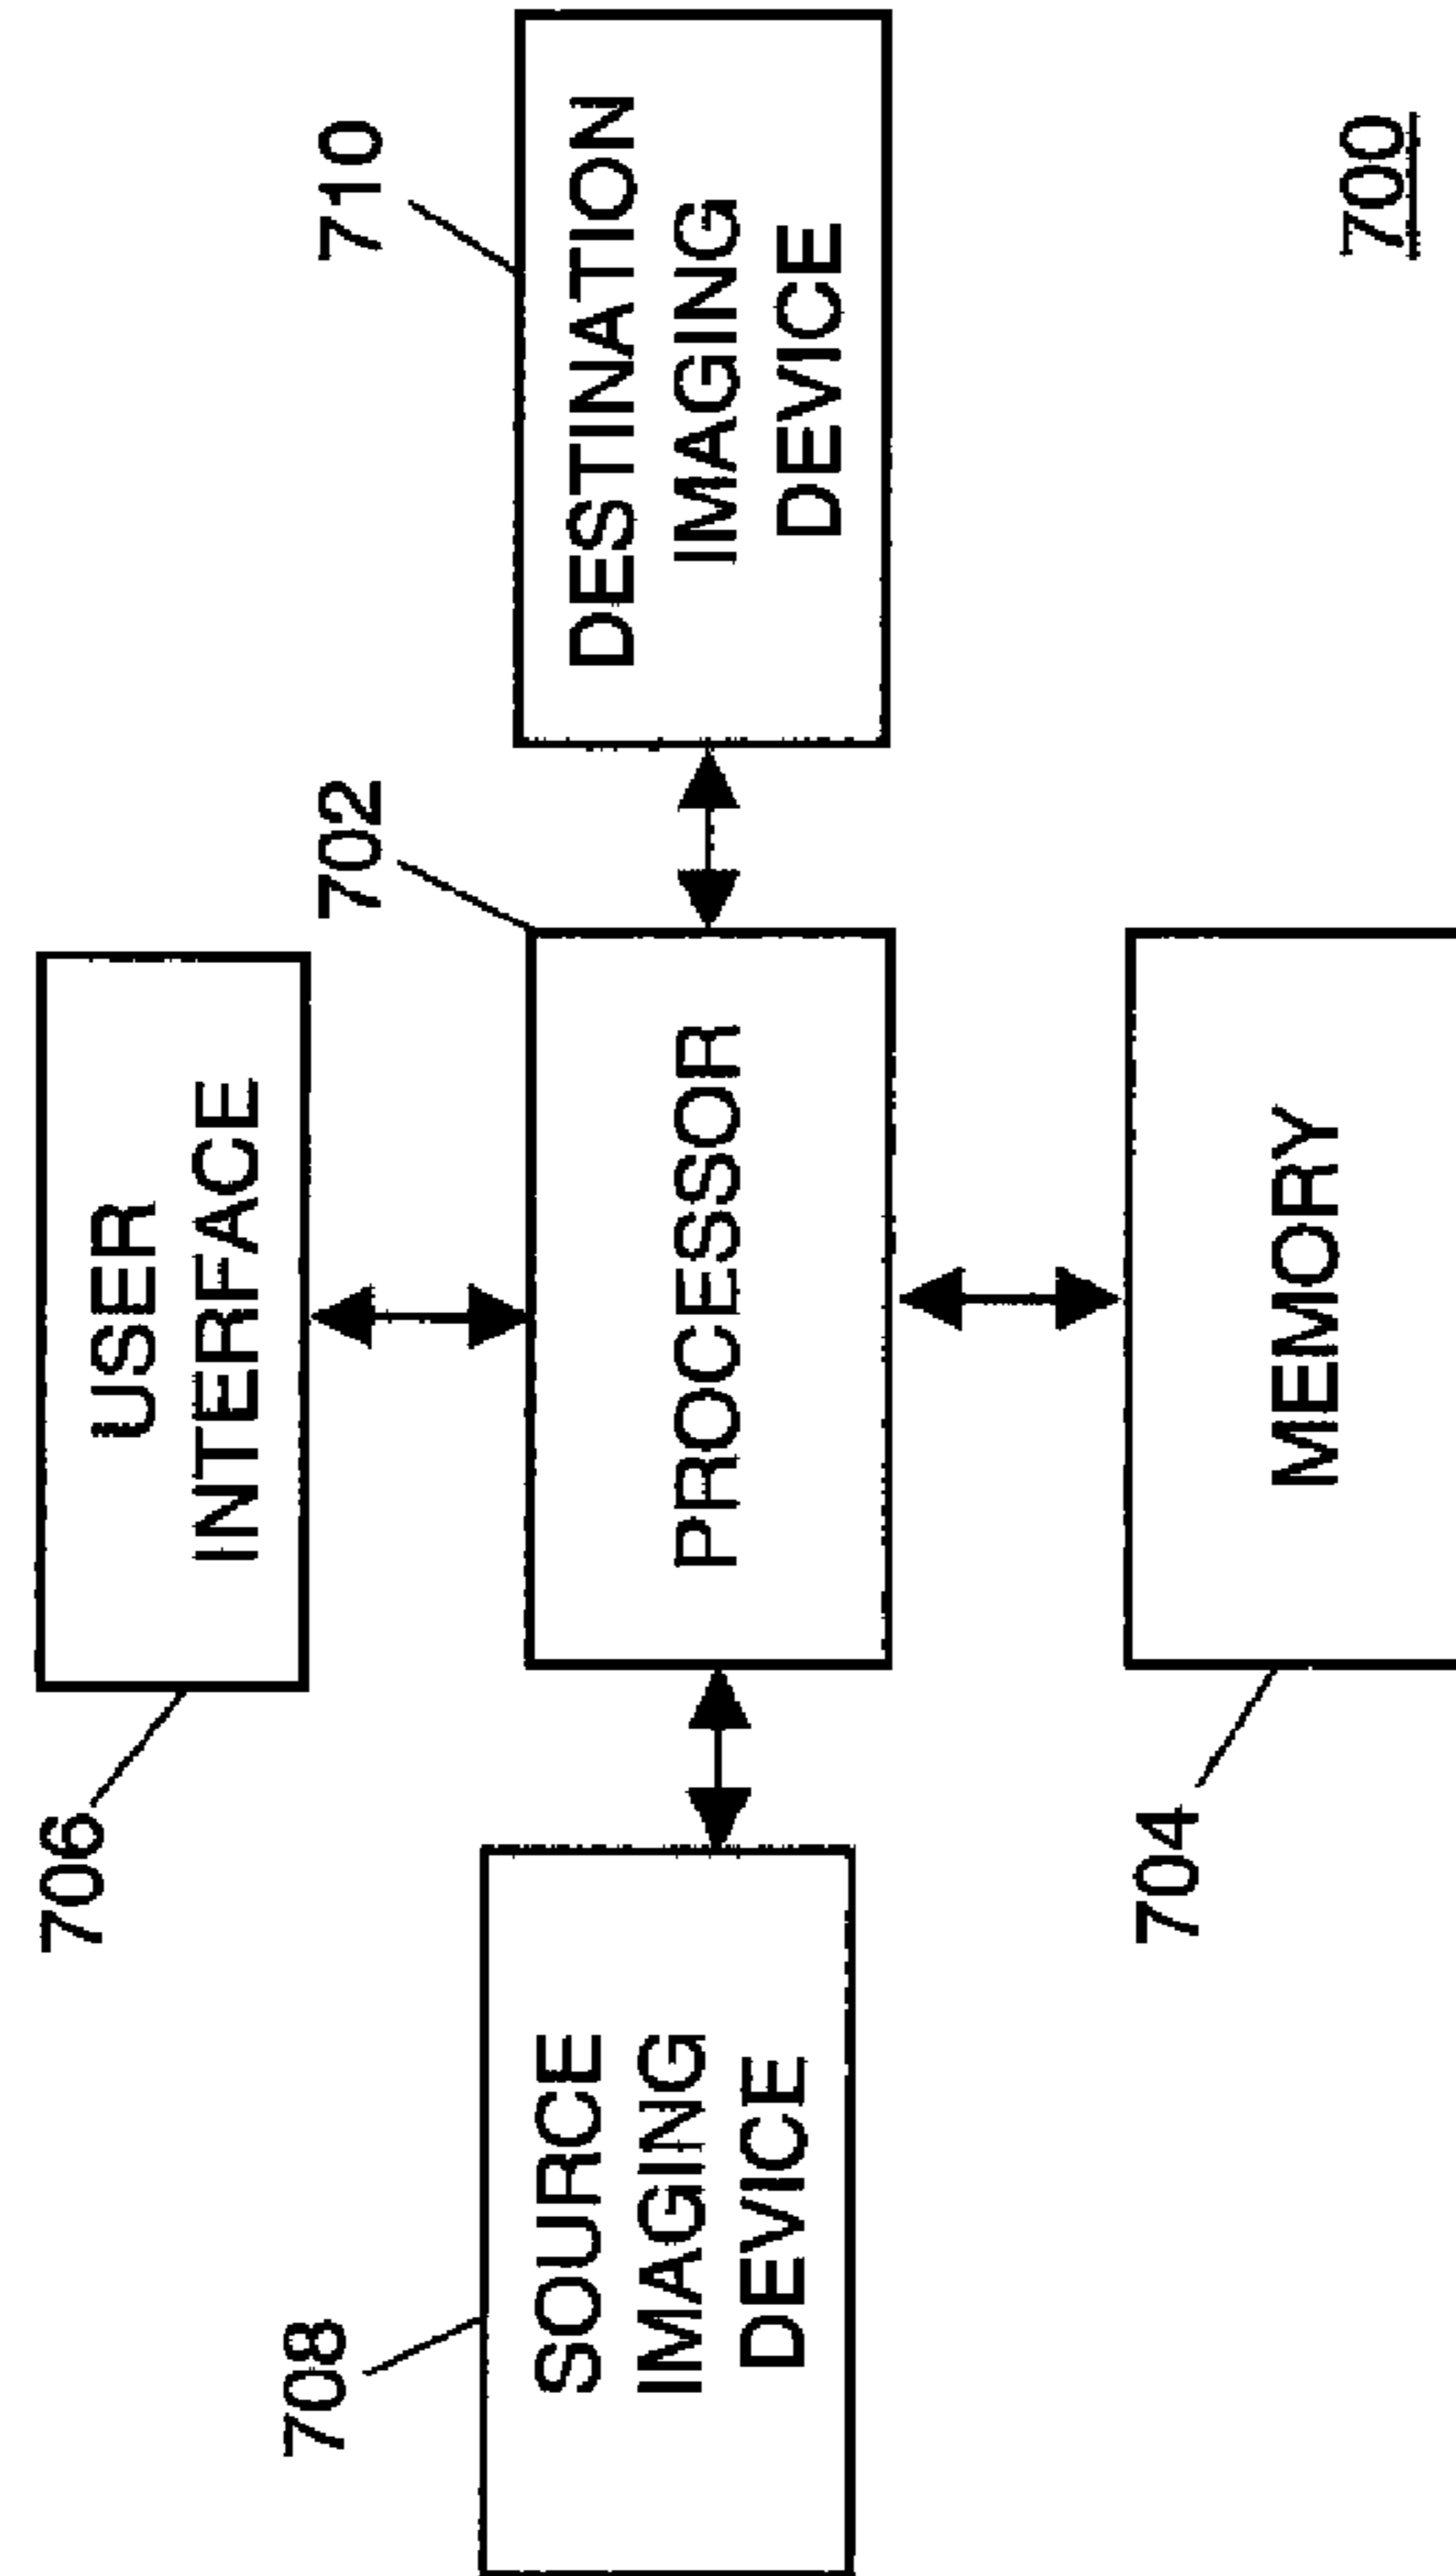 706
USER
INTERFACE
708
SOURCE
IMAGING
DEVICE
702
PROCESSOR
710
DESTINATION
IMAGING
DEVICE
704
MEMORY
700